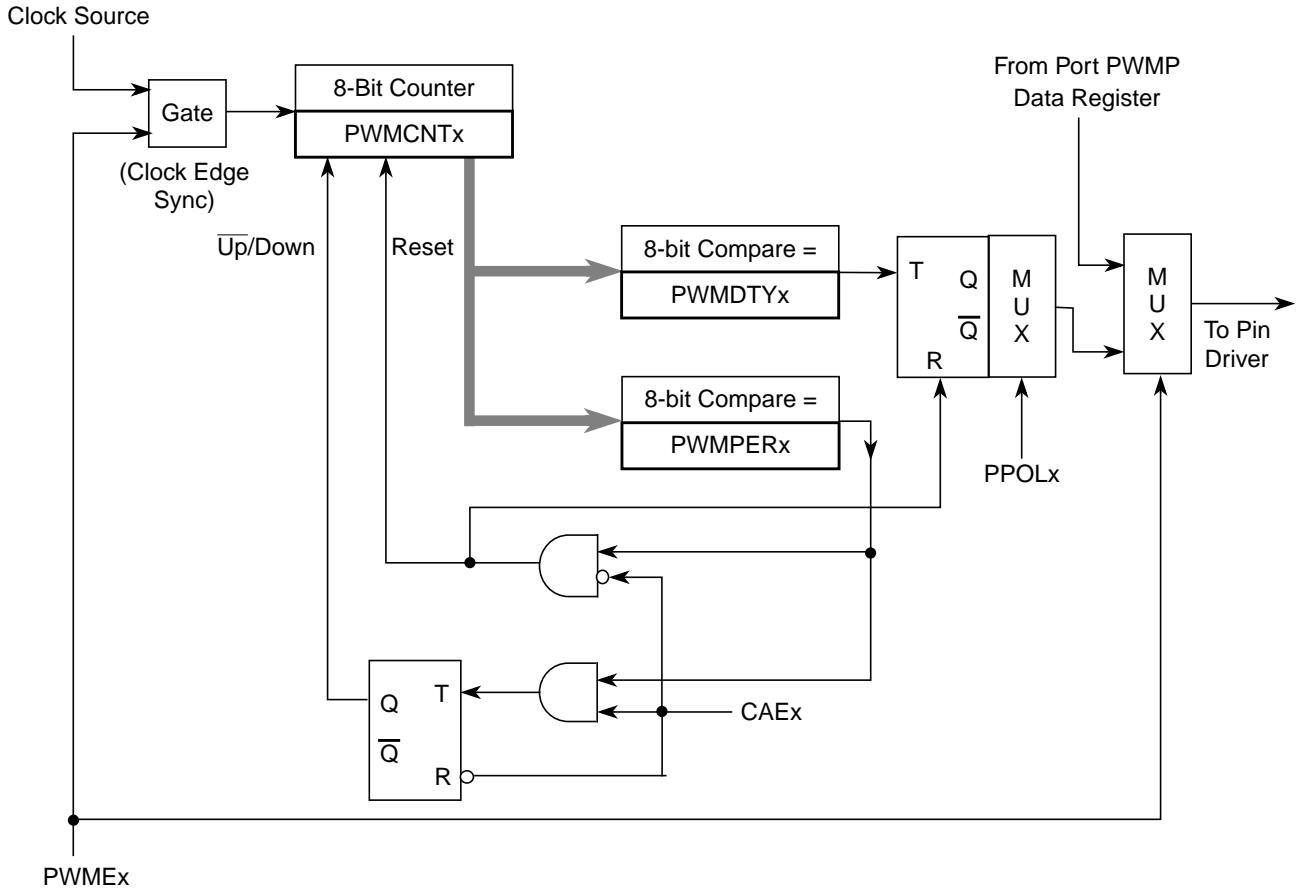 Clock Source
8-Bit Counter
PWMCNTx
Gate
(Clock Edge
Sync)
From Port PWMP
Data Register
U̅p̅/Down
Reset
8-bit Compare =
PWMDTYx
T
Q
Q̅
R
M
U
X
M
U
X
To Pin
Driver
8-bit Compare =
PWMPERx
PPOLx
Q
T
Q̅
R
CAEx
PWMEx